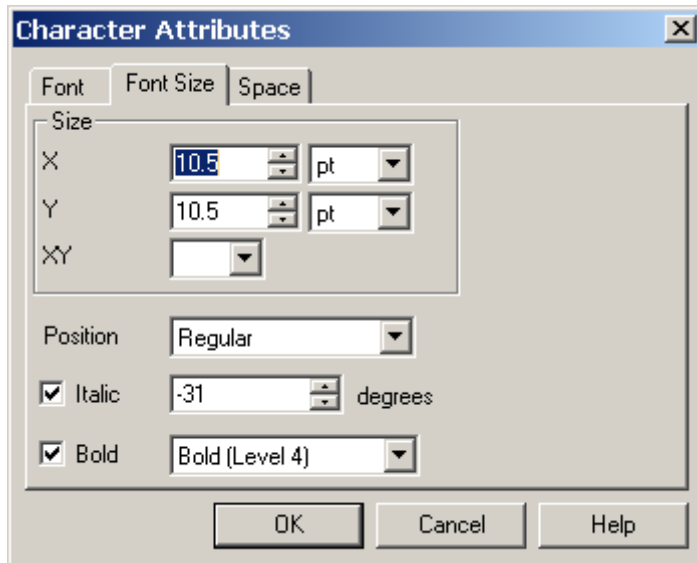 Character Attributes
Font Font Size Space
Size
X 10.5 pt
Y 10.5 pt
XY
Position Regular
Italic -31 degrees
Bold Bold (Level 4)
OK Cancel Help